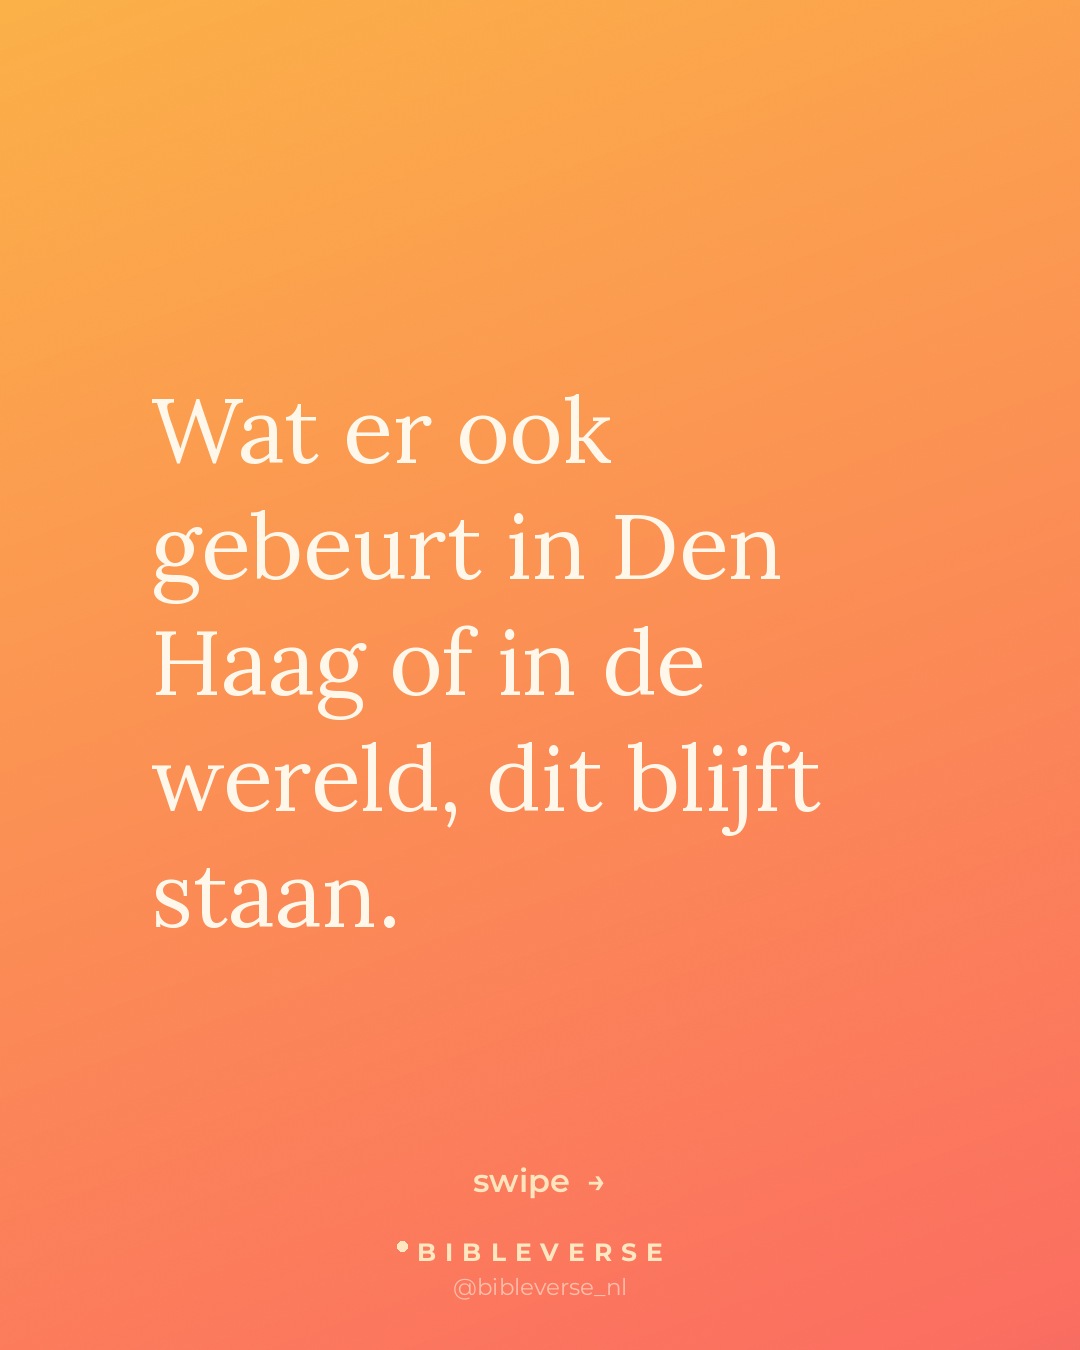 Wat er ook
gebeurt in Den
Haag of in de
wereld, dit blijft
staan.
swipe →
BIBLEVERSE
@bibleverse_nl